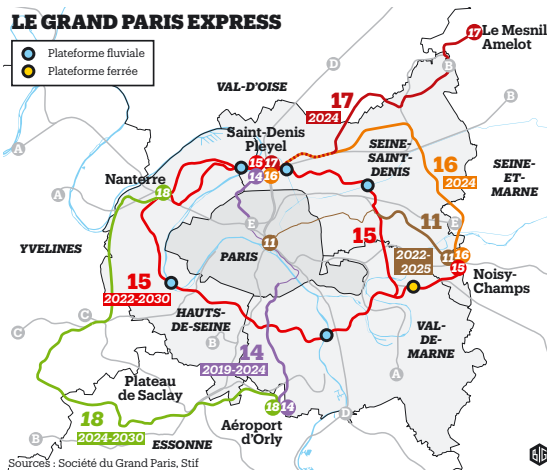 LE GRAND PARIS EXPRESS
Plateforme fluviale
Plateforme ferrée
17
Le Mesnil
Amelot
B
D
VAL-D'OISE
B
17
2024
Saint-Denis
Pleyel
A
15
17
14
16
SEINE-
SAINT-
DENIS
16
2024
SEINE-
ET-
MARNE
Nanterre
18
A
E
E
11
YVELINES
PARIS
11
15
2022-
2025
11
16
15
Noisy-
Champs
15
2022-2030
C
C
HAUTS-
DE-SEINE
B
VAL-
DE-
MARNE
14
2019-2024
A
Plateau
de Saclay
18
14
D
18
2024-2030
Aéroport
d'Orly
B
ESSONNE
Sources : Société du Grand Paris, Stif